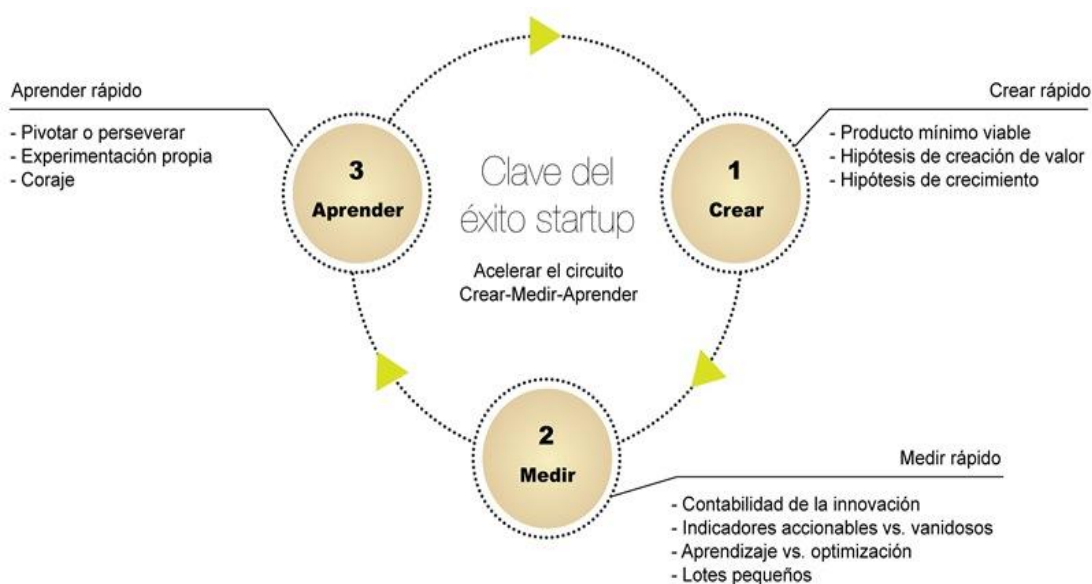 Clave del
éxito startup
Acelerar el circuito
Crear-Medir-Aprender
Crear rápido
- Producto mínimo viable
- Hipótesis de creación de valor
- Hipótesis de crecimiento
1
Crear
Medir rápido
- Contabilidad de la innovación
- Indicadores accionables vs. vanidosos
- Aprendizaje vs. optimización
- Lotes pequeños
2
Medir
Aprender rápido
- Pivotar o perseverar
- Experimentación propia
- Coraje
3
Aprender